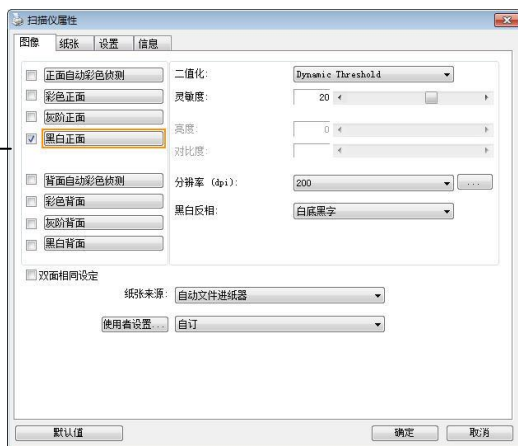 扫描仪属性
图像 纸张 设置 信息
正面自动彩色侦测
彩色正面
灰阶正面
黑白正面
背面自动彩色侦测
彩色背面
灰阶背面
黑白背面
二值化: Dynamic Threshold
灵敏度: 20
亮度: 0
对比度:
分辨率 (dpi): 200 ...
黑白反相: 白底黑字
双面相同设定
纸张来源: 自动文件进纸器
使用者设置... 自订
默认值 确定 取消